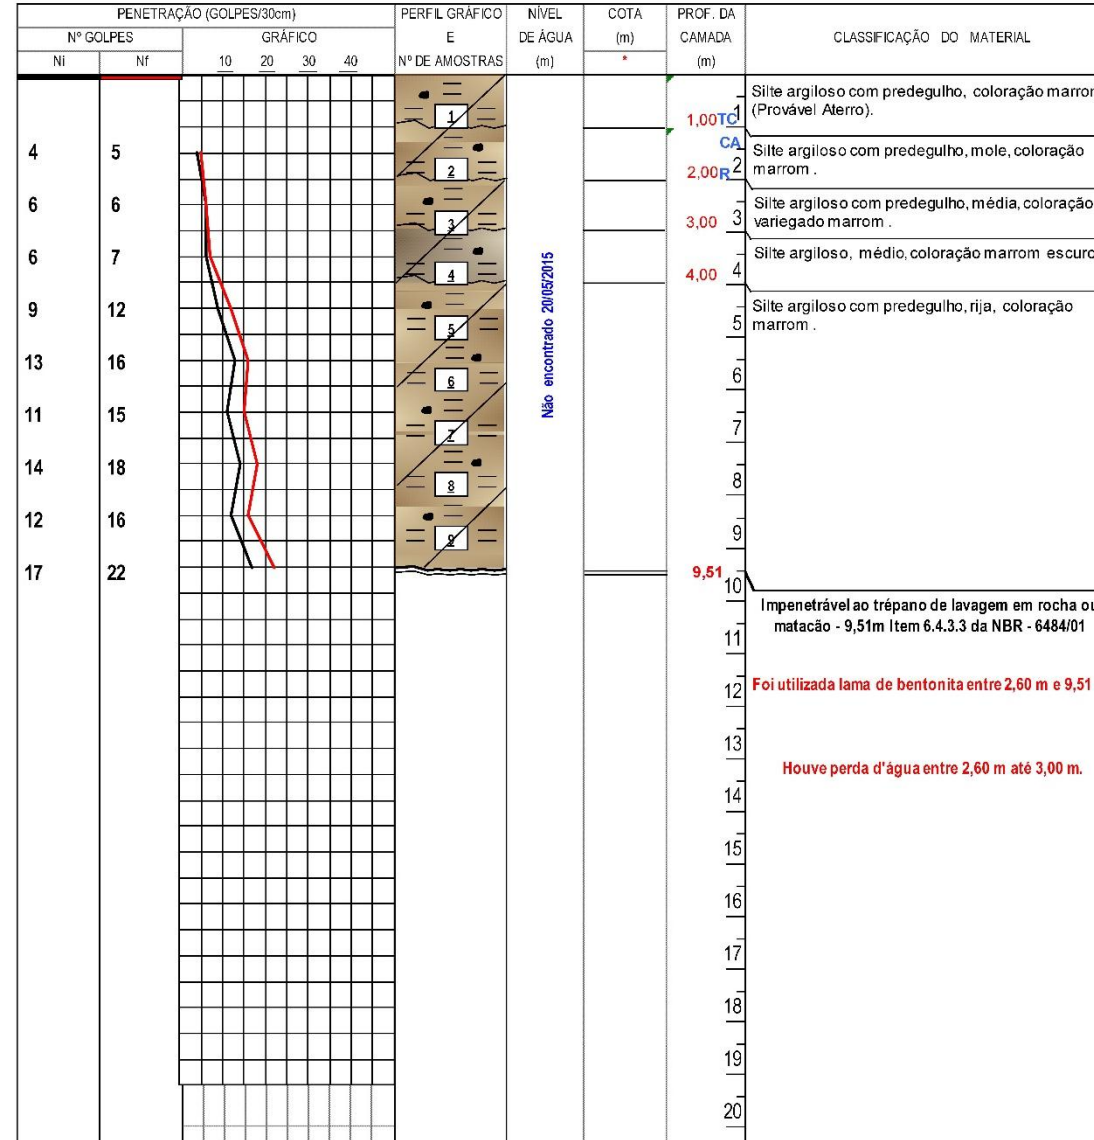 PENETRAÇÃO (GOLPES/30cm)
PERFIL GRÁFICO
NÍVEL
COTA
PROF. DA
Nº GOLPES
GRÁFICO
E
DE ÁGUA
(m)
CAMADA
CLASSIFICAÇÃO DO MATERIAL
Ni
Nf
10 20 30 40
Nº DE AMOSTRAS
(m)
*
(m)
Silte argiloso com predegulho, coloração marrom
(Provável Aterro).
1
1,00 TC 1
4 5
CA
Silte argiloso com predegulho, mole, coloração
marrom .
2
2,00 R 2
6 6
Silte argiloso com predegulho, média, coloração
variegado marrom .
3
3,00 3
6 7
Silte argiloso, médio, coloração marrom escuro
4
4,00 4
9 12
Silte argiloso com predegulho, rija, coloração
marrom .
5
5
13 16
6
6
11 15
7
7
14 18
8
8
12 16
9
9
17 22
Não encontrado 20/05/2015
9,51
10
Impenetrável ao trépano de lavagem em rocha ou
matacão - 9,51m Item 6.4.3.3 da NBR - 6484/01
11
12
Foi utilizada lama de bentonita entre 2,60 m e 9,51
13
Houve perda d'água entre 2,60 m até 3,00 m.
14
15
16
17
18
19
20